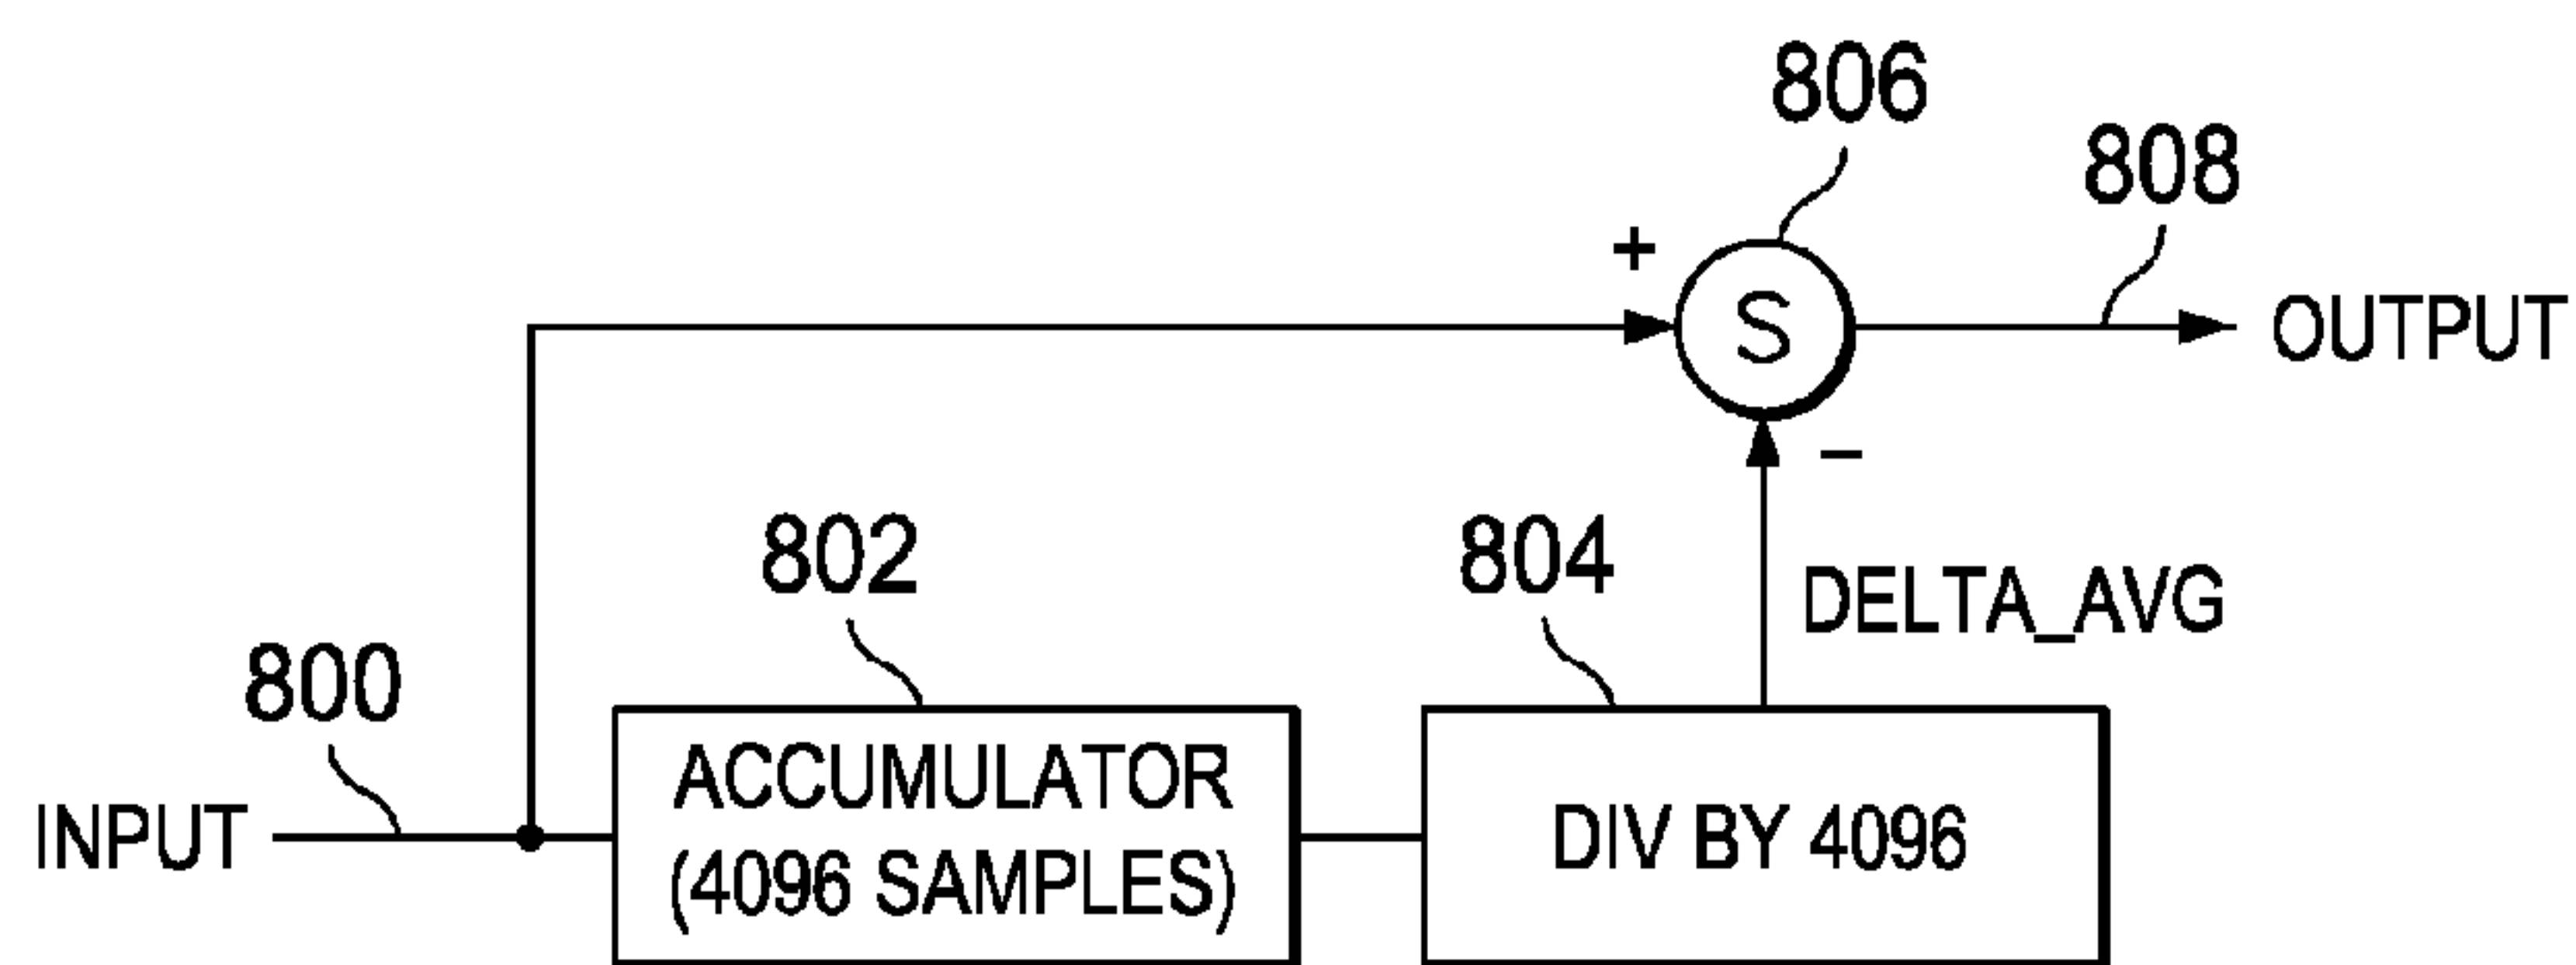 806
808
+
S
OUTPUT
−
802
804
DELTA_AVG
800
ACCUMULATOR
(4096 SAMPLES)
INPUT
DIV BY 4096